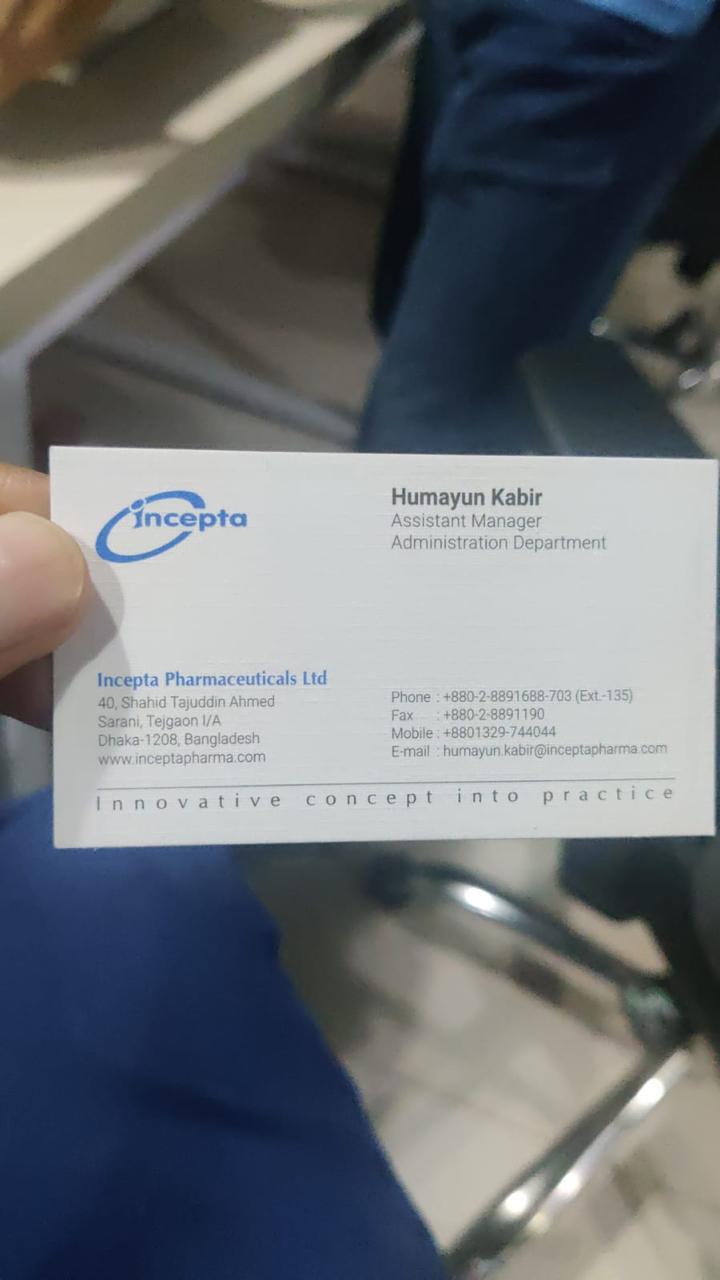 incepta
Humayun Kabir
Assistant Manager
Administration Department
Incepta Pharmaceuticals Ltd
40, Shahid Tajuddin Ahmed
Sarani, Tejgaon I/A
Dhaka-1208, Bangladesh
www.inceptapharma.com
Phone : +880-2-8891688-703 (Ext.-135)
Fax : +880-2-8891190
Mobile : +8801329-744044
E-mail : humayun.kabir@inceptapharma.com
Innovative concept into practice